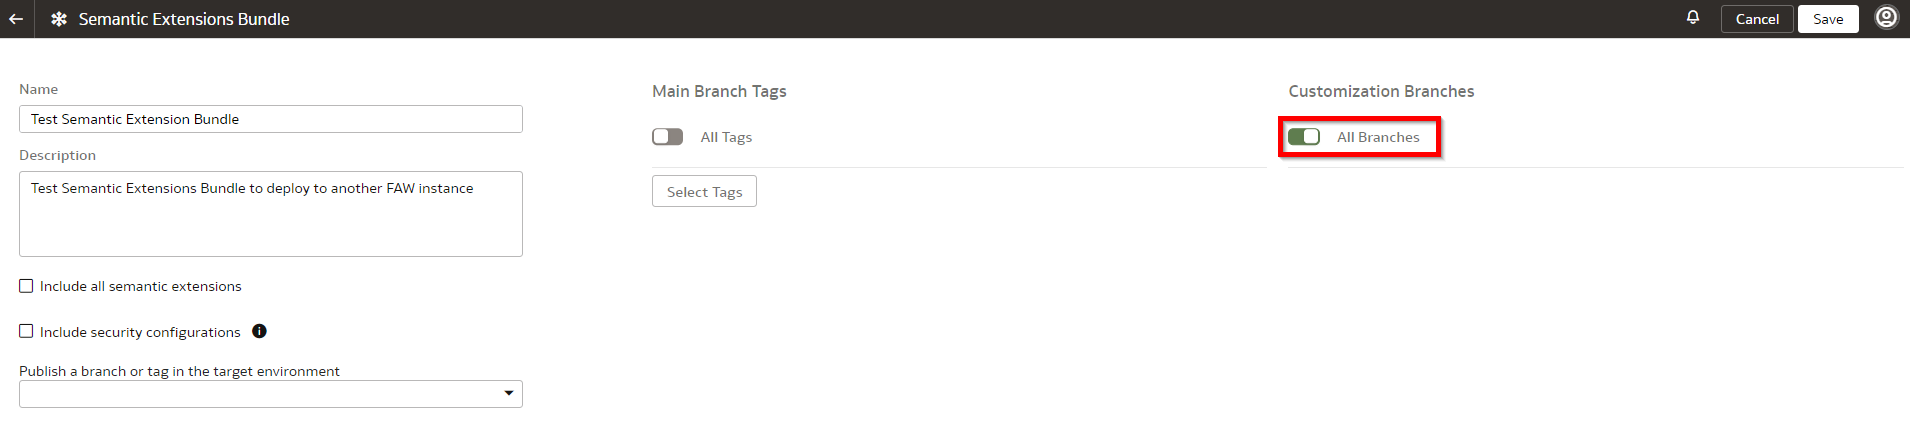 Semantic Extensions Bundle
Cancel
Save
Name
Test Semantic Extension Bundle
Description
Test Semantic Extensions Bundle to deploy to another FAW instance
Include all semantic extensions
Include security configurations
Publish a branch or tag in the target environment
Main Branch Tags
All Tags
Select Tags
Customization Branches
All Branches